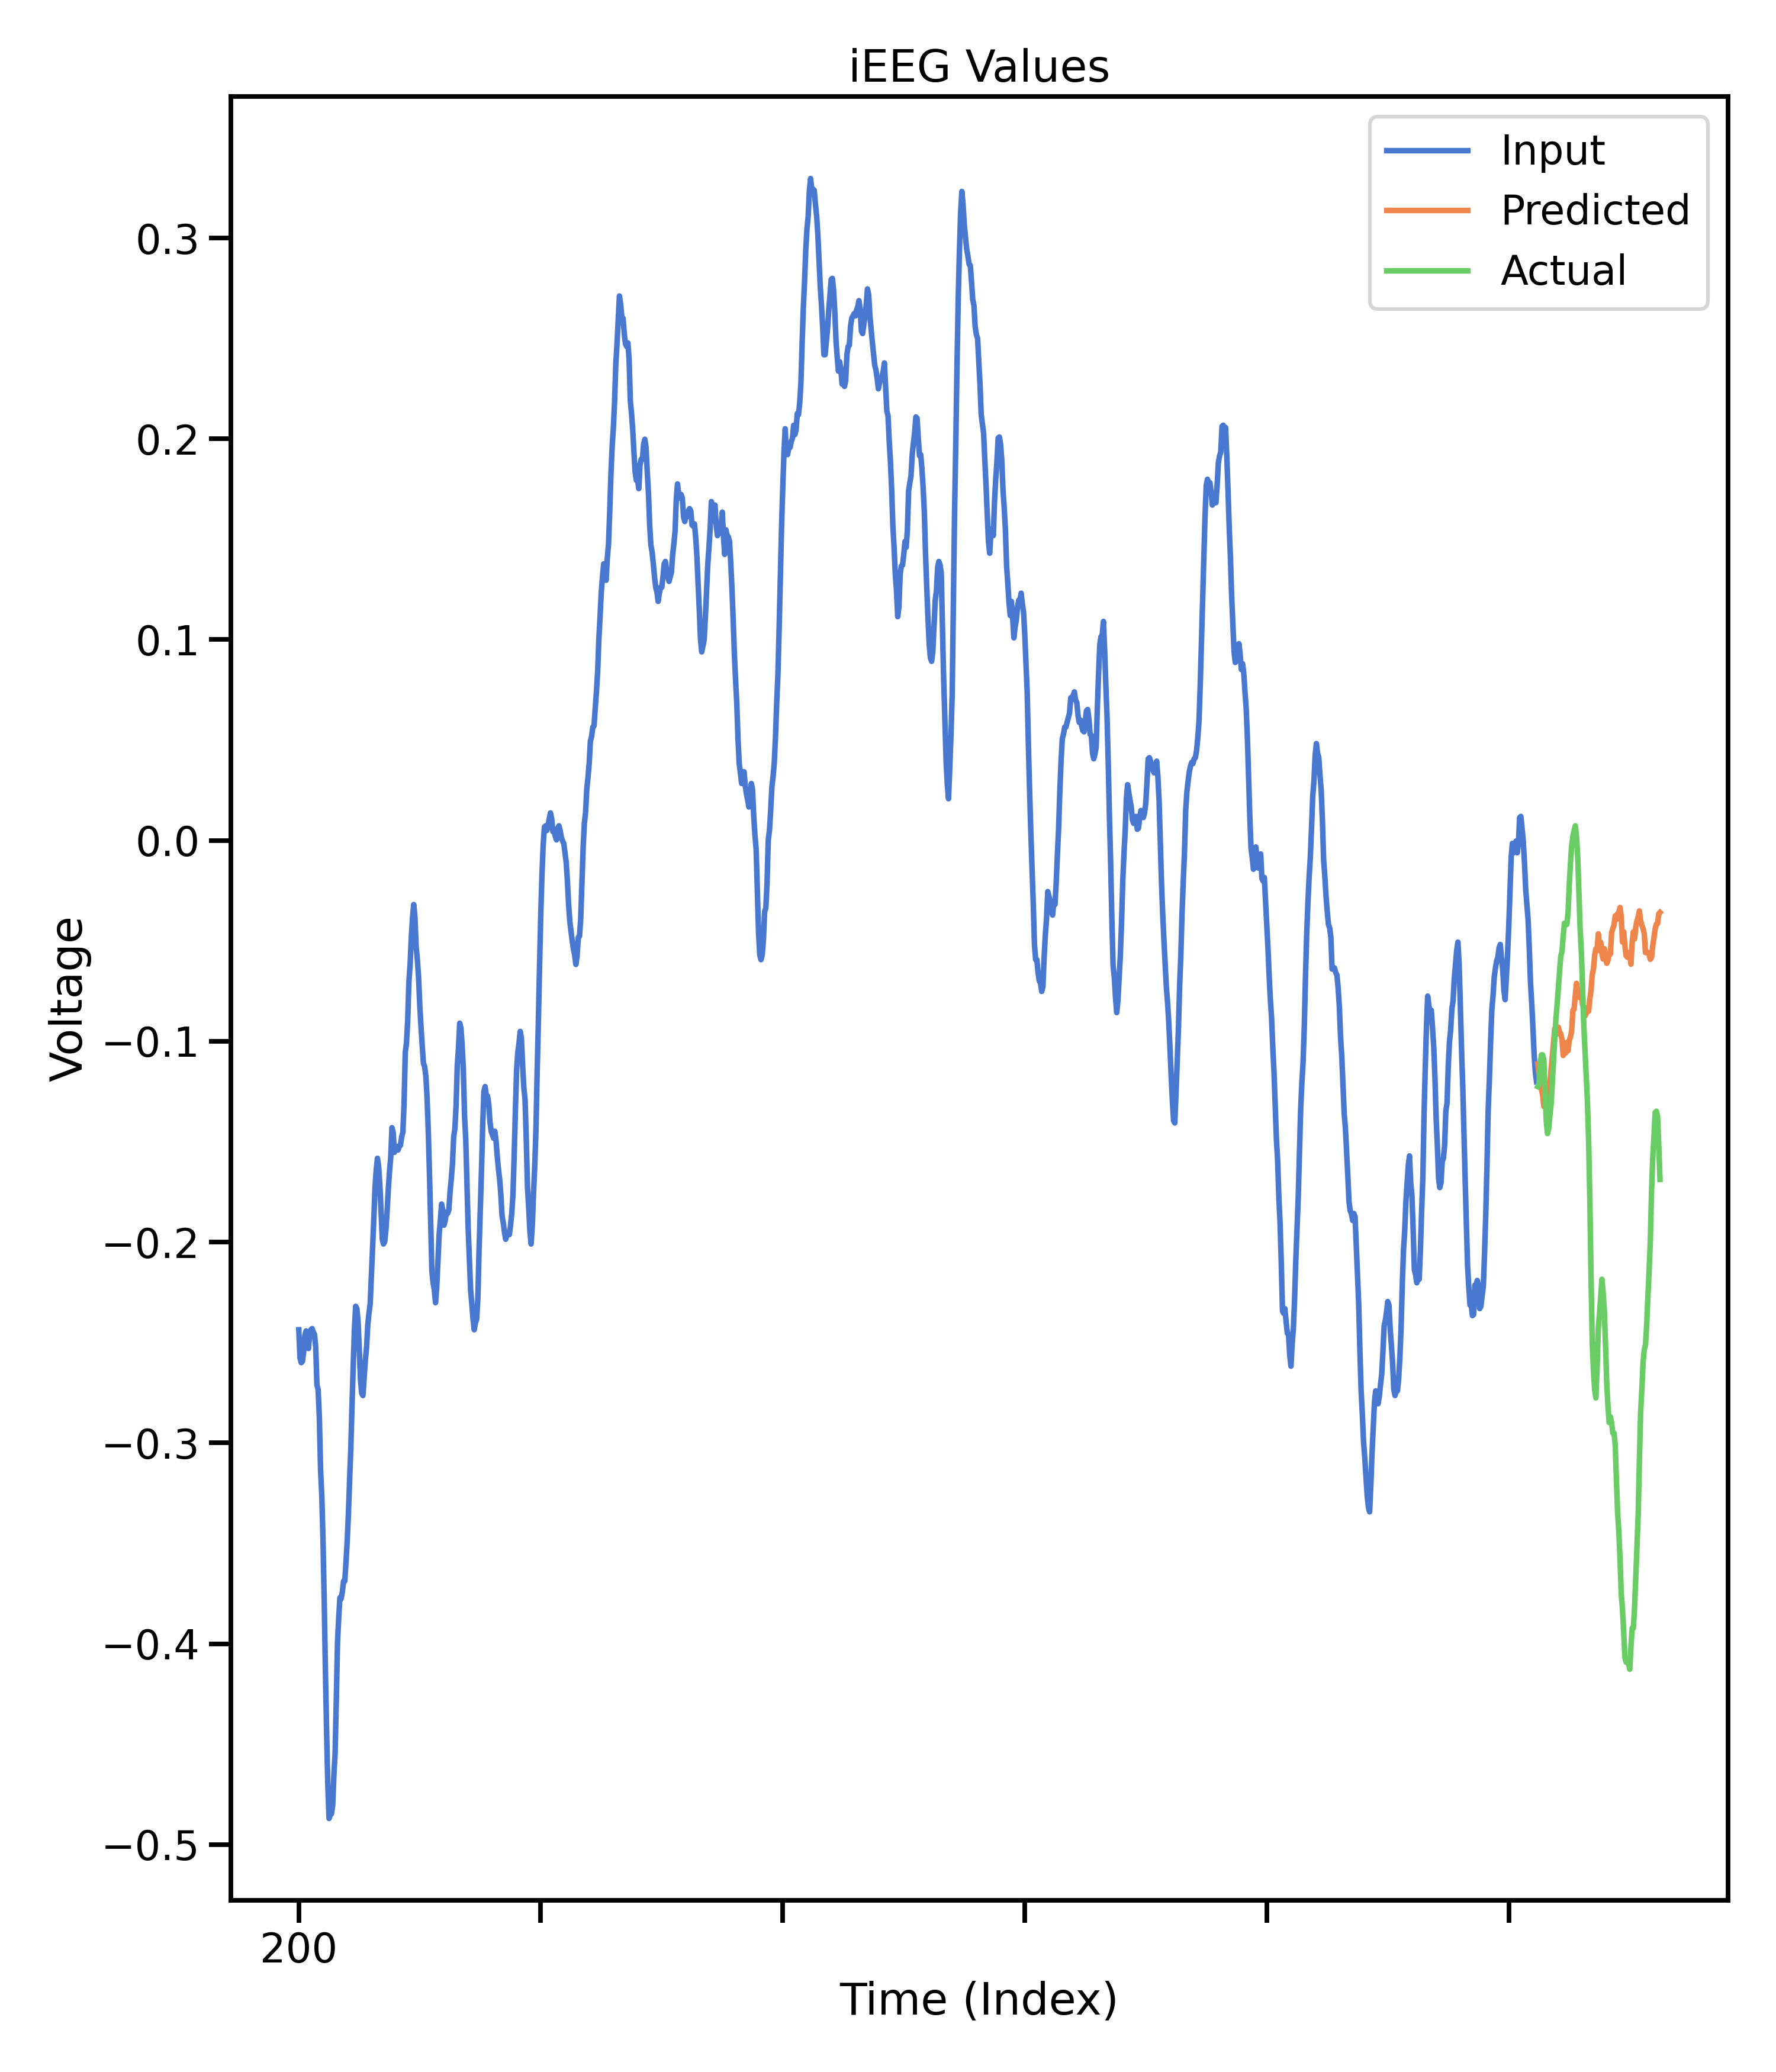 iEEG Values
Input
Predicted
Actual
0.3
0.2
0.1
0.0
−0.1
−0.2
−0.3
−0.4
−0.5
Voltage
200
Time (Index)